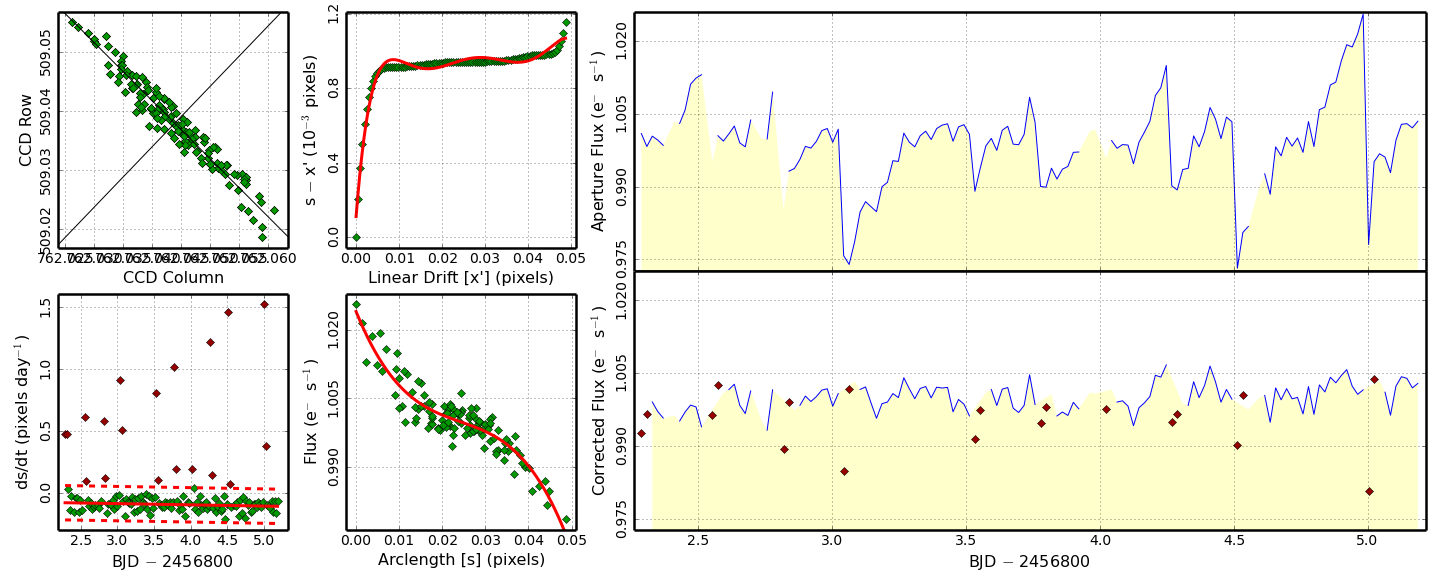 CCD Row
509.05
509.04
509.03
509.02
CCD Column
s − x' (10⁻³ pixels)
1.2
0.8
0.4
0.0
0.00 0.01 0.02 0.03 0.04 0.05
Linear Drift [x'] (pixels)
Aperture Flux (e⁻ s⁻¹)
1.020
1.005
0.990
0.975
ds/dt (pixels day⁻¹)
1.5
1.0
0.5
0.0
2.5 3.0 3.5 4.0 4.5 5.0
BJD − 2456800
Flux (e⁻ s⁻¹)
1.020
1.005
0.990
0.00 0.01 0.02 0.03 0.04 0.05
Arclength [s] (pixels)
Corrected Flux (e⁻ s⁻¹)
1.020
1.005
0.990
0.975
2.5 3.0 3.5 4.0 4.5 5.0
BJD − 2456800